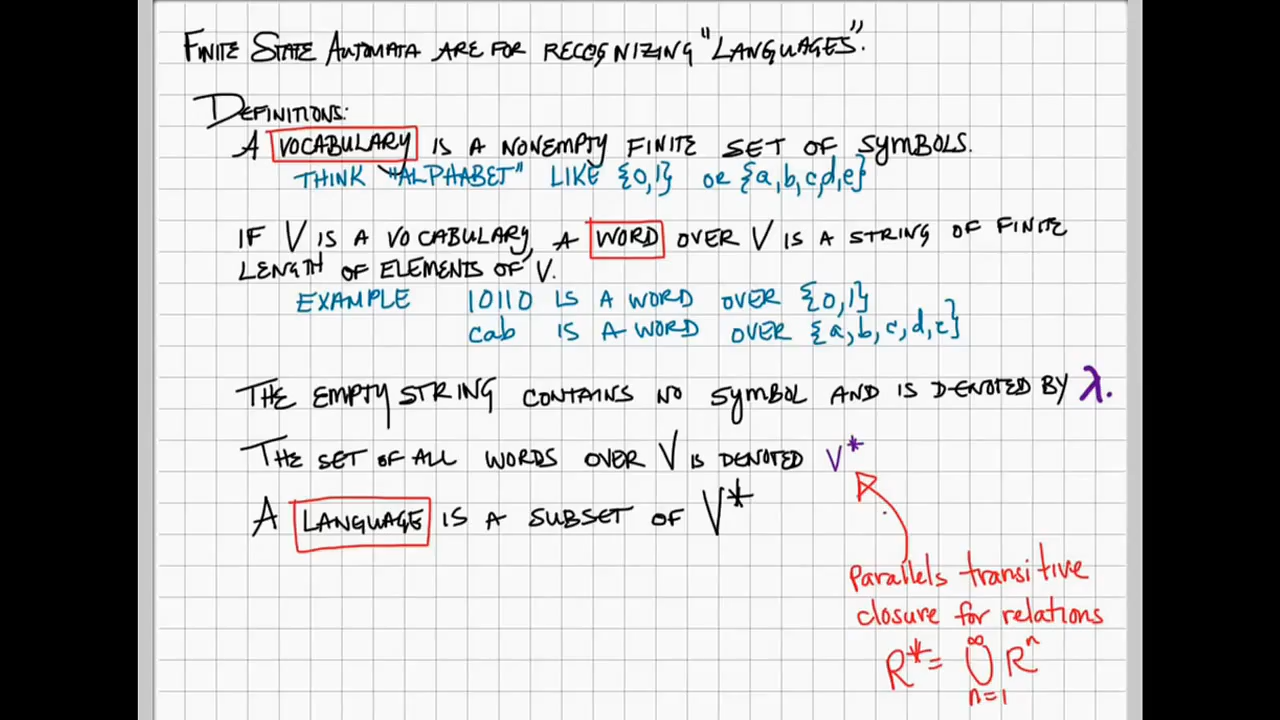 FINITE STATE AUTOMATA ARE FOR RECOGNIZING "LANGUAGES".
DEFINITIONS:
A VOCABULARY IS A NONEMPTY FINITE SET OF SYMBOLS.
THINK "ALPHABET" LIKE {0,1} OR {a,b,c,d,e}
IF V IS A VOCABULARY, A WORD OVER V IS A STRING OF FINITE
LENGTH OF ELEMENTS OF V.
EXAMPLE 10110 IS A WORD OVER {0,1}
cab IS A WORD OVER {a,b,c,d,e}
THE EMPTY STRING CONTAINS NO SYMBOL AND IS DENOTED BY λ.
THE SET OF ALL WORDS OVER V IS DENOTED V*
A LANGUAGE IS A SUBSET OF V*
Parallels transitive
closure for relations
R* = ∞⋃n=1 Rⁿ